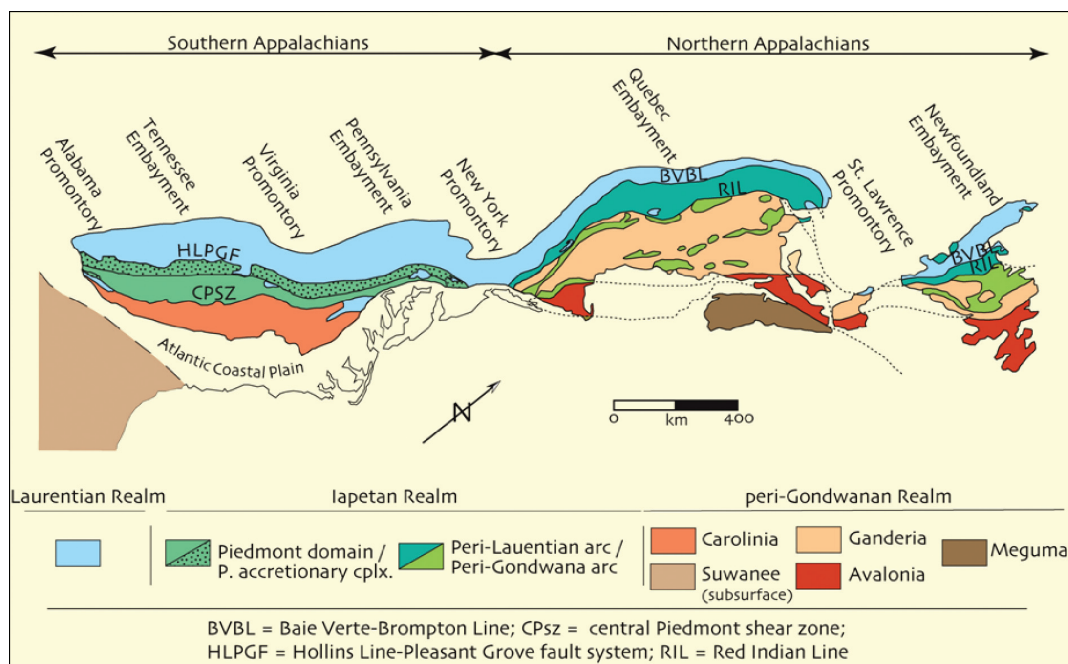 Southern Appalachians
Northern Appalachians
Alabama
Promontory
Tennessee
Embayment
Virginia
Promontory
Pennsylvania
Embayment
New York
Promontory
Quebec
Embayment
St. Lawrence
Promontory
Newfoundland
Embayment
BVBL
RIL
HLPGF
CPSZ
BVBL
RIL
Atlantic Coastal Plain
N
0 km 400
Laurentian Realm
Iapetan Realm
peri-Gondwanan Realm
Piedmont domain /
P. accretionary cplx.
Peri-Lauentian arc /
Peri-Gondwana arc
Carolinia
Suwanee
(subsurface)
Ganderia
Avalonia
Meguma
BVBL = Baie Verte-Brompton Line; CPsz = central Piedmont shear zone;
HLPGF = Hollins Line-Pleasant Grove fault system; RIL = Red Indian Line